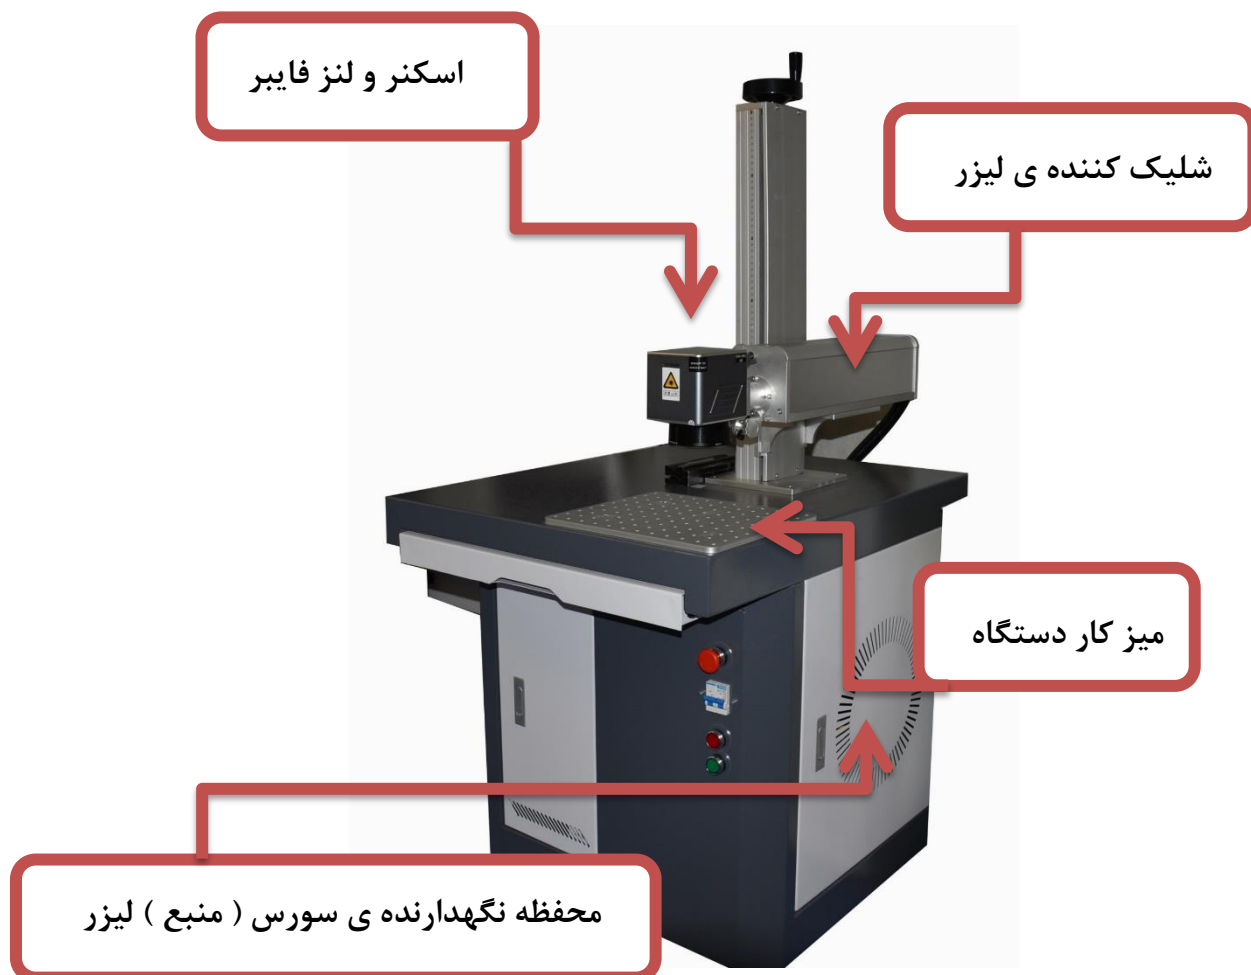 اسکنر و لنز فایبر
شلیک کننده ی لیزر
میز کار دستگاه
محفظه نگهدارنده ی سورس ( منبع ) لیزر